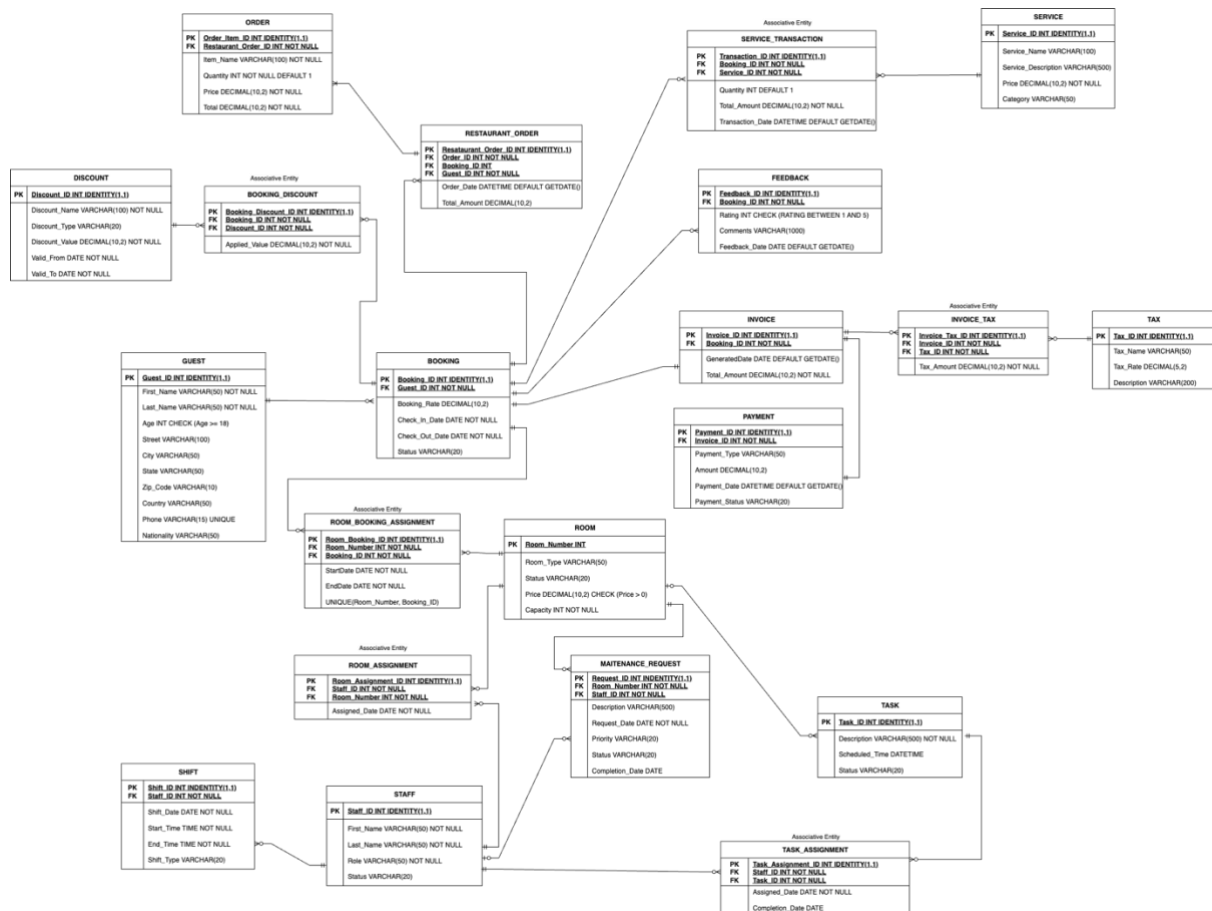 ORDER
PK Order_Item_ID INT IDENTITY(1,1)
FK Restaurant_Order_ID INT NOT NULL
Item_Name VARCHAR(100) NOT NULL
Quantity INT NOT NULL DEFAULT 1
Price DECIMAL(10,2) NOT NULL
Total DECIMAL(10,2) NOT NULL
Associative Entity
SERVICE_TRANSACTION
PK Transaction_ID INT IDENTITY(1,1)
FK Booking_ID INT NOT NULL
FK Service_ID INT NOT NULL
Quantity INT DEFAULT 1
Total_Amount DECIMAL(10,2) NOT NULL
Transaction_Date DATETIME DEFAULT GETDATE()
SERVICE
PK Service_ID INT IDENTITY(1,1)
Service_Name VARCHAR(100)
Service_Description VARCHAR(500)
Price DECIMAL(10,2) NOT NULL
Category VARCHAR(50)
RESTAURANT_ORDER
PK Resataurant_Order_ID INT IDENTITY(1,1)
FK Order_ID INT NOT NULL
FK Booking_ID INT
FK Guest_ID INT NOT NULL
Order_Date DATETIME DEFAULT GETDATE()
Total_Amount DECIMAL(10,2)
DISCOUNT
PK Discount_ID INT IDENTITY(1,1)
Discount_Name VARCHAR(100) NOT NULL
Discount_Type VARCHAR(20)
Discount_Value DECIMAL(10,2) NOT NULL
Valid_From DATE NOT NULL
Valid_To DATE NOT NULL
Associative Entity
BOOKING_DISCOUNT
PK Booking_Discount_ID INT IDENTITY(1,1)
FK Booking_ID INT NOT NULL
FK Discount_ID INT NOT NULL
Applied_Value DECIMAL(10,2) NOT NULL
FEEDBACK
PK Feedback_ID INT IDENTITY(1,1)
FK Booking_ID INT NOT NULL
Rating INT CHECK (RATING BETWEEN 1 AND 5)
Comments VARCHAR(1000)
Feedback_Date DATE DEFAULT GETDATE()
GUEST
PK Guest_ID INT IDENTITY(1,1)
First_Name VARCHAR(50) NOT NULL
Last_Name VARCHAR(50) NOT NULL
Age INT CHECK (Age >= 18)
Street VARCHAR(100)
City VARCHAR(50)
State VARCHAR(50)
Zip_Code VARCHAR(10)
Country VARCHAR(50)
Phone VARCHAR(15) UNIQUE
Nationality VARCHAR(50)
BOOKING
PK Booking_ID INT IDENTITY(1,1)
FK Guest_ID INT NOT NULL
Booking_Rate DECIMAL(10,2)
Check_In_Date DATE NOT NULL
Check_Out_Date DATE NOT NULL
Status VARCHAR(20)
INVOICE
PK Invoice_ID INT IDENTITY(1,1)
FK Booking_ID INT NOT NULL
GeneratedDate DATE DEFAULT GETDATE()
Total_Amount DECIMAL(10,2)
Associative Entity
INVOICE_TAX
PK Invoice_Tax_ID INT IDENTITY(1,1)
FK Invoice_ID INT NOT NULL
FK Tax_ID INT NOT NULL
Tax_Amount DECIMAL(10,2) NOT NULL
TAX
PK Tax_ID INT IDENTITY(1,1)
Tax_Name VARCHAR(50)
Tax_Rate DECIMAL(5,2)
Description VARCHAR(200)
PAYMENT
PK Payment_ID INT IDENTITY(1,1)
FK Invoice_ID INT NOT NULL
Payment_Type VARCHAR(50)
Amount DECIMAL(10,2)
Payment_Date DATETIME DEFAULT GETDATE()
Payment_Status VARCHAR(20)
Associative Entity
ROOM_BOOKING_ASSIGNMENT
PK Room_Booking_ID INT IDENTITY(1,1)
FK Room_Number INT NOT NULL
FK Booking_ID INT NOT NULL
StartDate DATE NOT NULL
EndDate DATE NOT NULL
UNIQUE(Room_Number, Booking_ID)
ROOM
PK Room_Number INT
Room_Type VARCHAR(50)
Status VARCHAR(20)
Price DECIMAL(10,2) CHECK (Price > 0)
Capacity INT NOT NULL
Associative Entity
ROOM_ASSIGNMENT
PK Room_Assignment_ID INT IDENTITY(1,1)
FK Staff_ID INT NOT NULL
FK Room_Number INT NOT NULL
Assigned_Date DATE NOT NULL
MAITENANCE_REQUEST
PK Request_ID INT INDENTITY(1,1)
FK Room_Number INT NOT NULL
FK Staff_ID INT NOT NULL
Description VARCHAR(500)
Request_Date DATE NOT NULL
Priority VARCHAR(20)
Status VARCHAR(20)
Completion_Date DATE
TASK
PK Task_ID INT IDENTITY(1,1)
Description VARCHAR(500) NOT NULL
Scheduled_Time DATETIME
Status VARCHAR(20)
SHIFT
PK Shift_ID INT INDENTITY(1,1)
FK Staff_ID INT NOT NULL
Shift_Date DATE NOT NULL
Start_Time TIME NOT NULL
End_Time TIME NOT NULL
Shift_Type VARCHAR(20)
STAFF
PK Staff_ID INT IDENTITY(1,1)
First_Name VARCHAR(50) NOT NULL
Last_Name VARCHAR(50) NOT NULL
Role VARCHAR(50) NOT NULL
Status VARCHAR(20)
Associative Entity
TASK_ASSIGNMENT
PK Task_Assignment_ID INT IDENTITY(1,1)
FK Staff_ID INT NOT NULL
FK Task_ID INT NOT NULL
Assigned_Date DATE NOT NULL
Completion_Date DATE